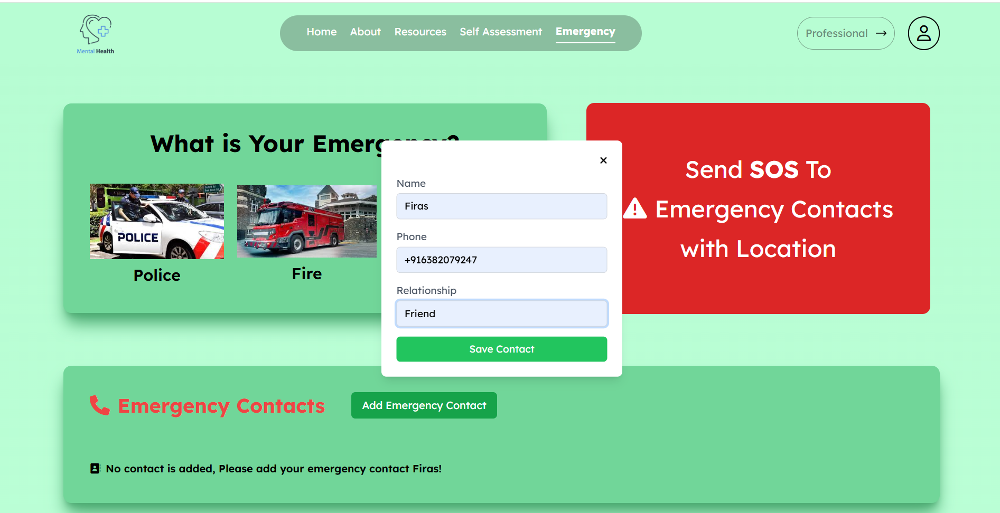 Mental Health
Home About Resources Self Assessment Emergency
Professional
What is Your
POLICE
Police
Fire
Name
Firas
Phone
+916382079247
Relationship
Friend
Save Contact
Send SOS To
Emergency Contacts
with Location
Emergency Contacts
Add Emergency Contact
No contact is added, Please add your emergency contact Firas!